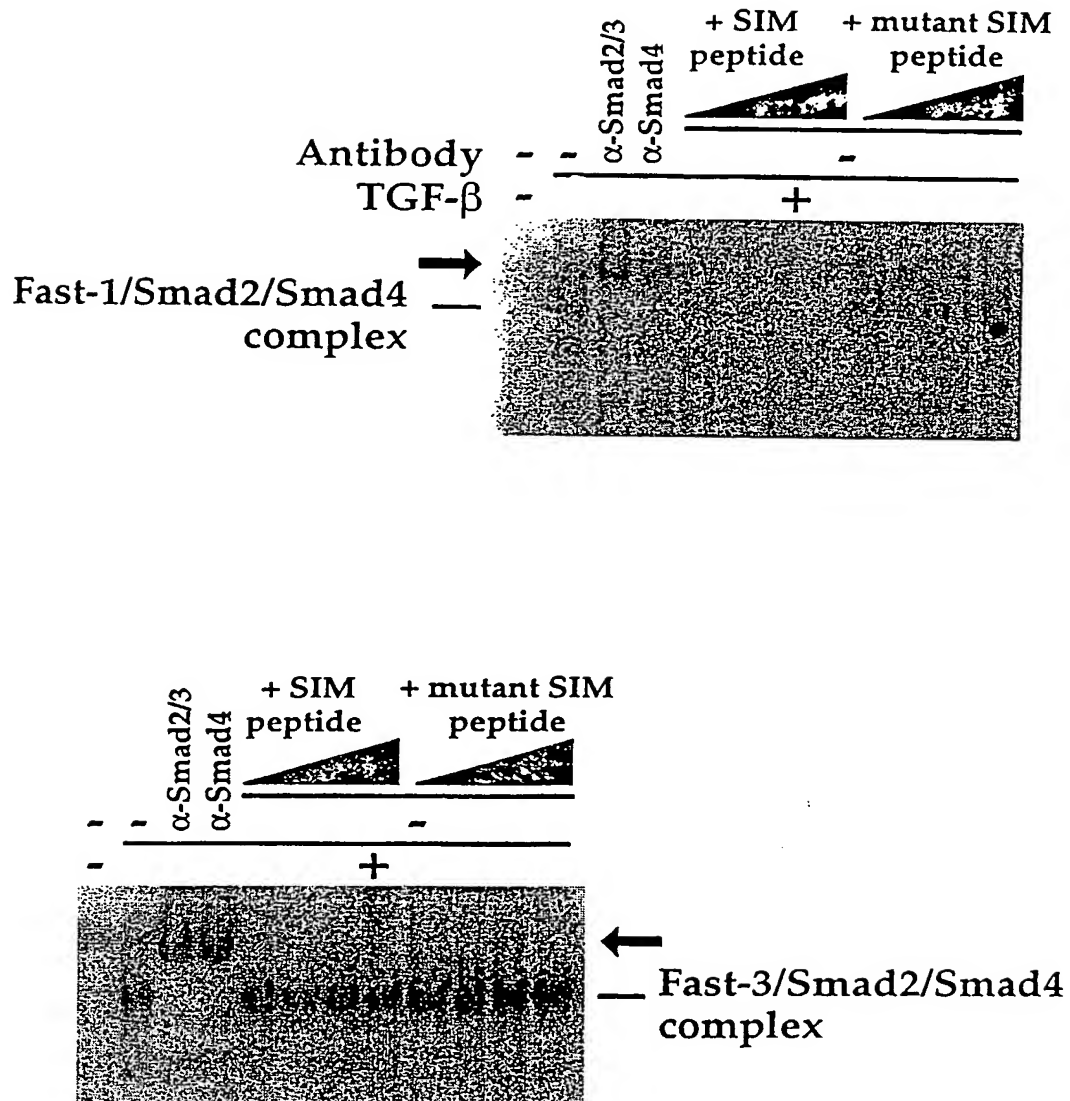 + SIM peptide
+ mutant SIM peptide
α-Smad2/3
α-Smad4
Antibody - - -
TGF-β - +
Fast-1/Smad2/Smad4
complex
+ SIM peptide
+ mutant SIM peptide
α-Smad2/3
α-Smad4
- - -
- +
Fast-3/Smad2/Smad4
complex